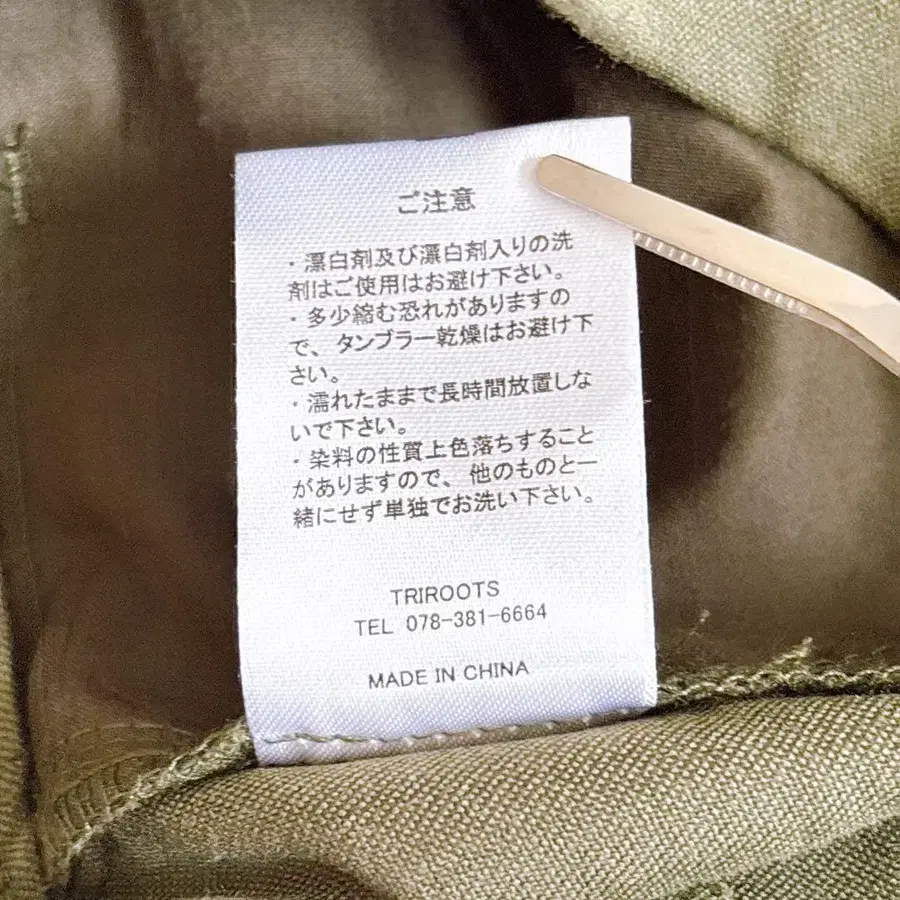 ご注意
・漂白剤及び漂白剤入りの洗
剤はご使用はお避け下さい。
・多少縮む恐れがありますの
で、タンブラー乾燥はお避け下
さい。
・濡れたままで長時間放置しな
いで下さい。
・染料の性質上色落ちすること
がありますので、他のものと一
緒にせず単独でお洗い下さい。
TRIROOTS
TEL 078-381-6664
MADE IN CHINA